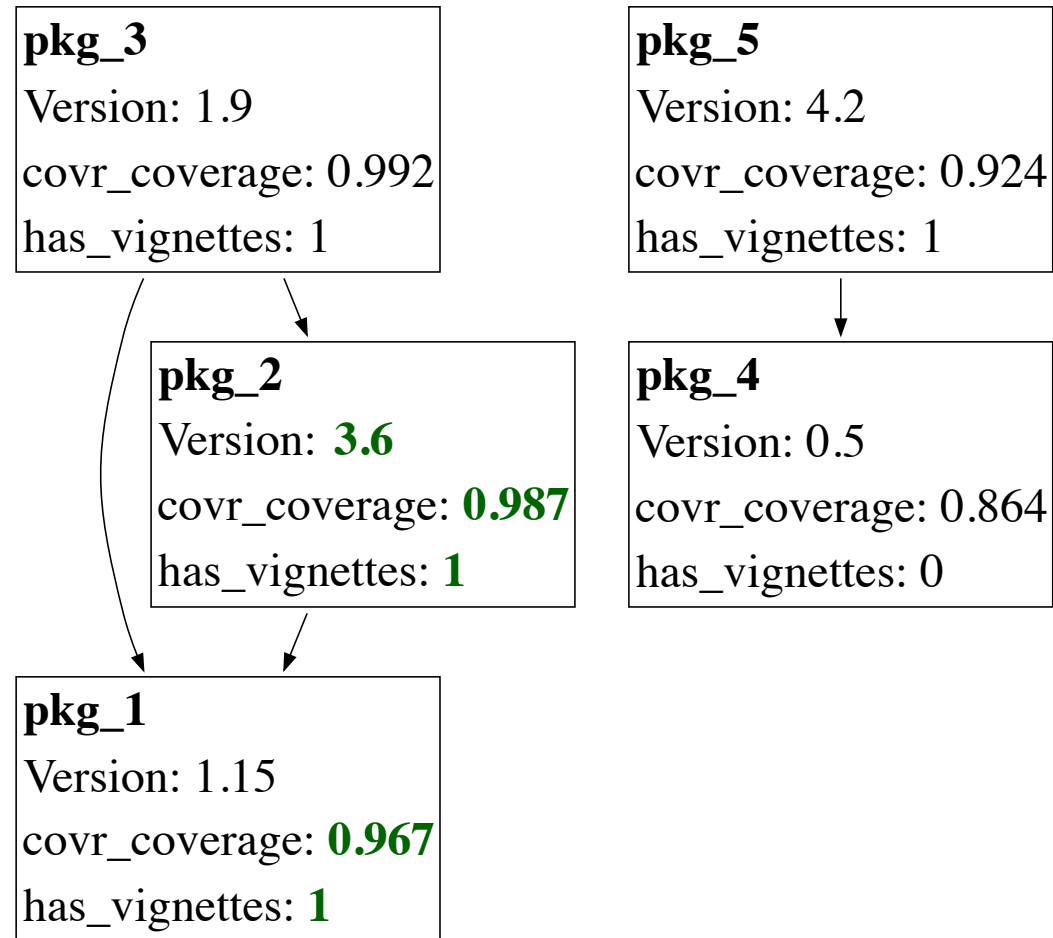 pkg_3
Version: 1.9
covr_coverage: 0.992
has_vignettes: 1
pkg_5
Version: 4.2
covr_coverage: 0.924
has_vignettes: 1
pkg_2
Version: 3.6
covr_coverage: 0.987
has_vignettes: 1
pkg_4
Version: 0.5
covr_coverage: 0.864
has_vignettes: 0
pkg_1
Version: 1.15
covr_coverage: 0.967
has_vignettes: 1